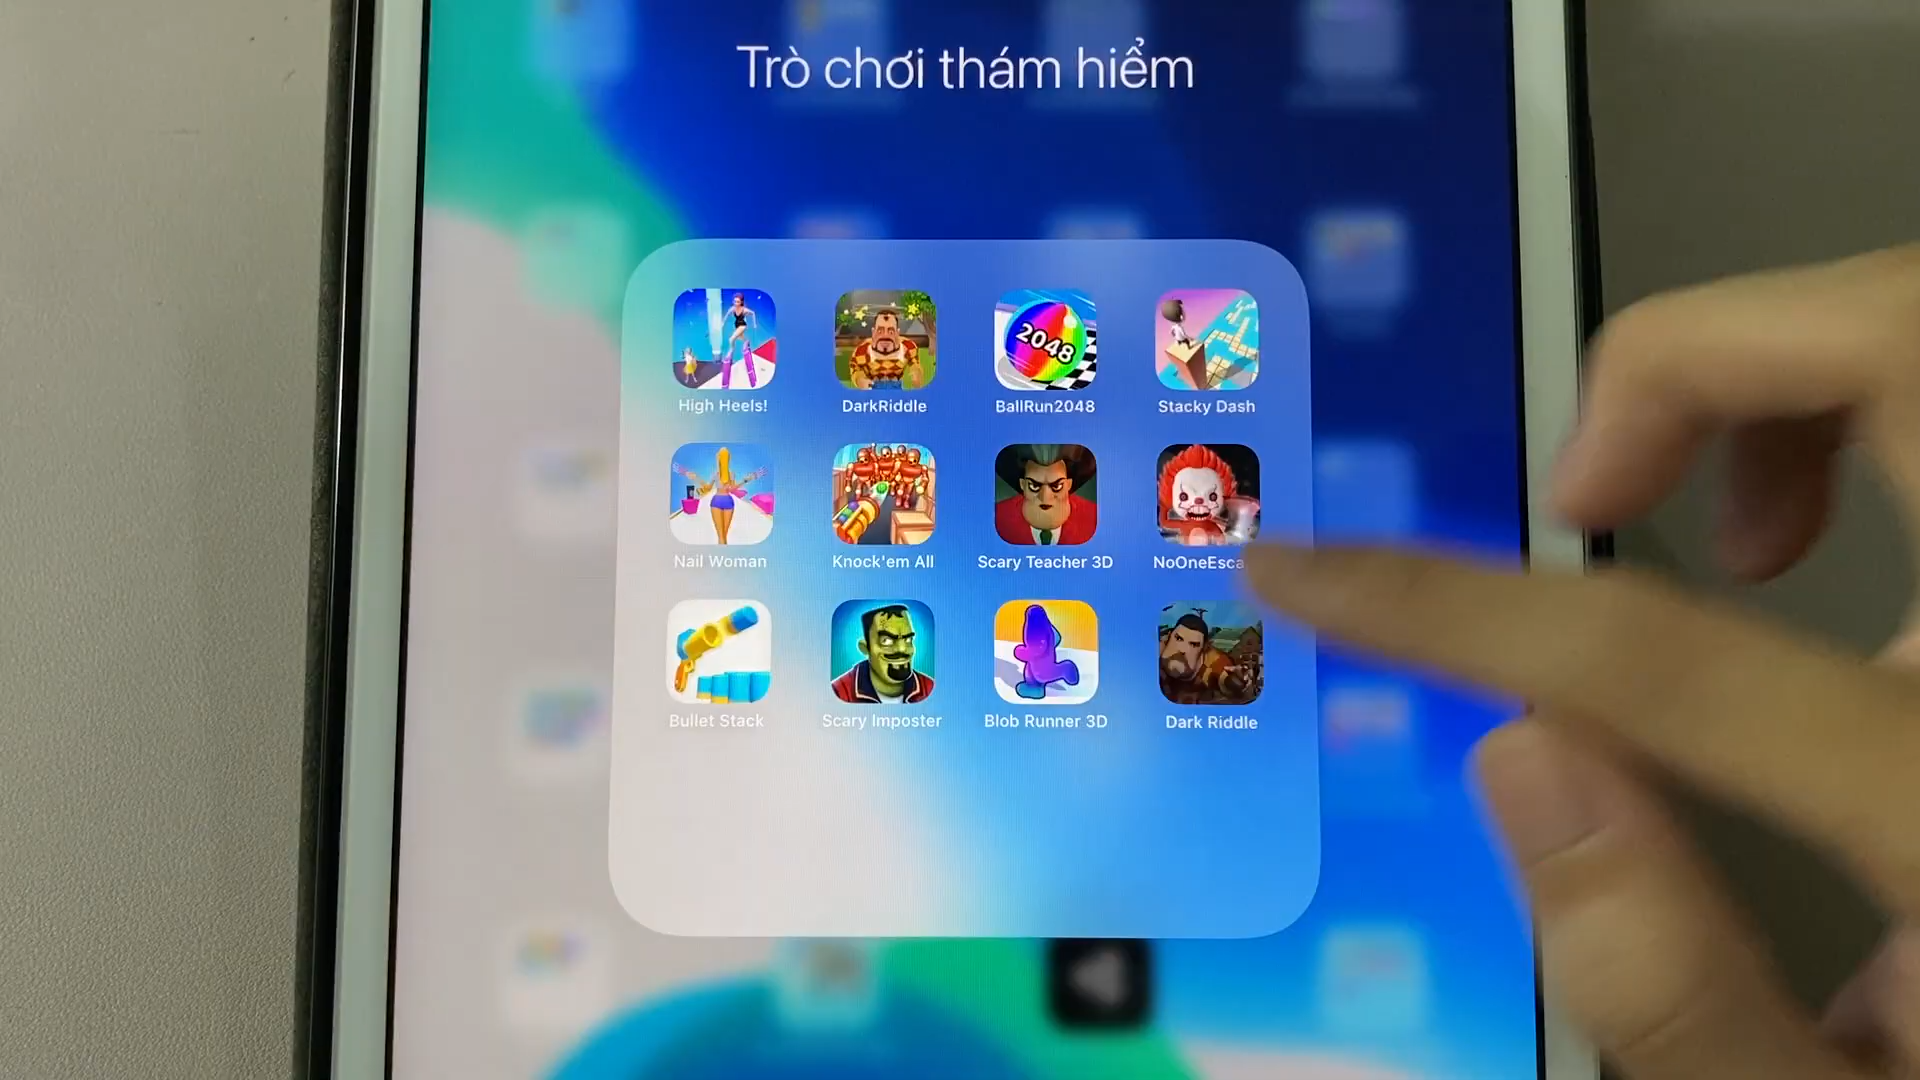 Trò chơi thám hiểm
2048
High Heels!
DarkRiddle
BallRun2048
Stacky Dash
Nail Woman
Knock'em All
Scary Teacher 3D
NoOneEsca
Bullet Stack
Scary Imposter
Blob Runner 3D
Dark Riddle